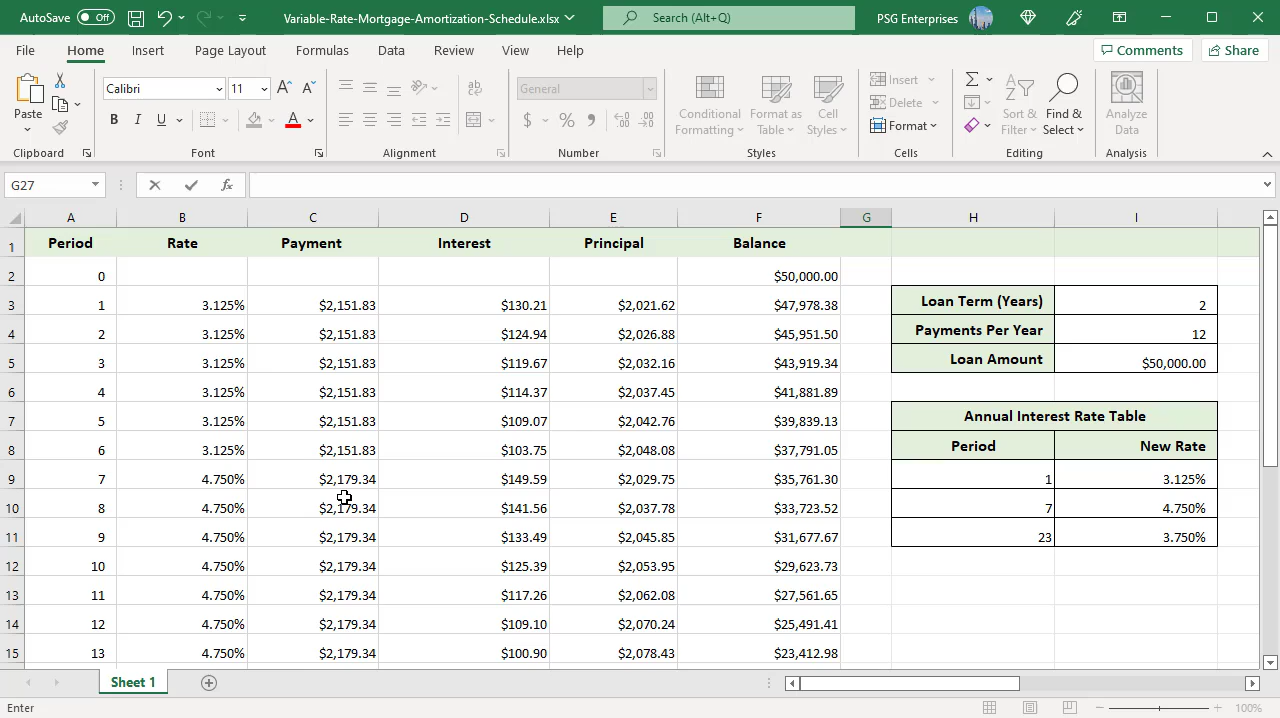 AutoSave Off Variable-Rate-Mortgage-Amortization-Schedule.xlsx Search (Alt+Q) PSG Enterprises
File Home Insert Page Layout Formulas Data Review View Help Comments Share
Paste Calibri 11 A A B I U A ab General $ % 9 Conditional Formatting Format as Table Cell Styles Insert Delete Format Sort & Filter Find & Select Analyze Data
Clipboard Font Alignment Number Styles Cells Editing Analysis
G27 fx
A B C D E F G H I
1 Period Rate Payment Interest Principal Balance
2 0 $50,000.00
3 1 3.125% $2,151.83 $130.21 $2,021.62 $47,978.38 Loan Term (Years) 2
4 2 3.125% $2,151.83 $124.94 $2,026.88 $45,951.50 Payments Per Year 12
5 3 3.125% $2,151.83 $119.67 $2,032.16 $43,919.34 Loan Amount $50,000.00
6 4 3.125% $2,151.83 $114.37 $2,037.45 $41,881.89
7 5 3.125% $2,151.83 $109.07 $2,042.76 $39,839.13 Annual Interest Rate Table
8 6 3.125% $2,151.83 $103.75 $2,048.08 $37,791.05 Period New Rate
9 7 4.750% $2,179.34 $149.59 $2,029.75 $35,761.30 1 3.125%
10 8 4.750% $2,179.34 $141.56 $2,037.78 $33,723.52 7 4.750%
11 9 4.750% $2,179.34 $133.49 $2,045.85 $31,677.67 23 3.750%
12 10 4.750% $2,179.34 $125.39 $2,053.95 $29,623.73
13 11 4.750% $2,179.34 $117.26 $2,062.08 $27,561.65
14 12 4.750% $2,179.34 $109.10 $2,070.24 $25,491.41
15 13 4.750% $2,179.34 $100.90 $2,078.43 $23,412.98
Sheet 1
Enter 100%